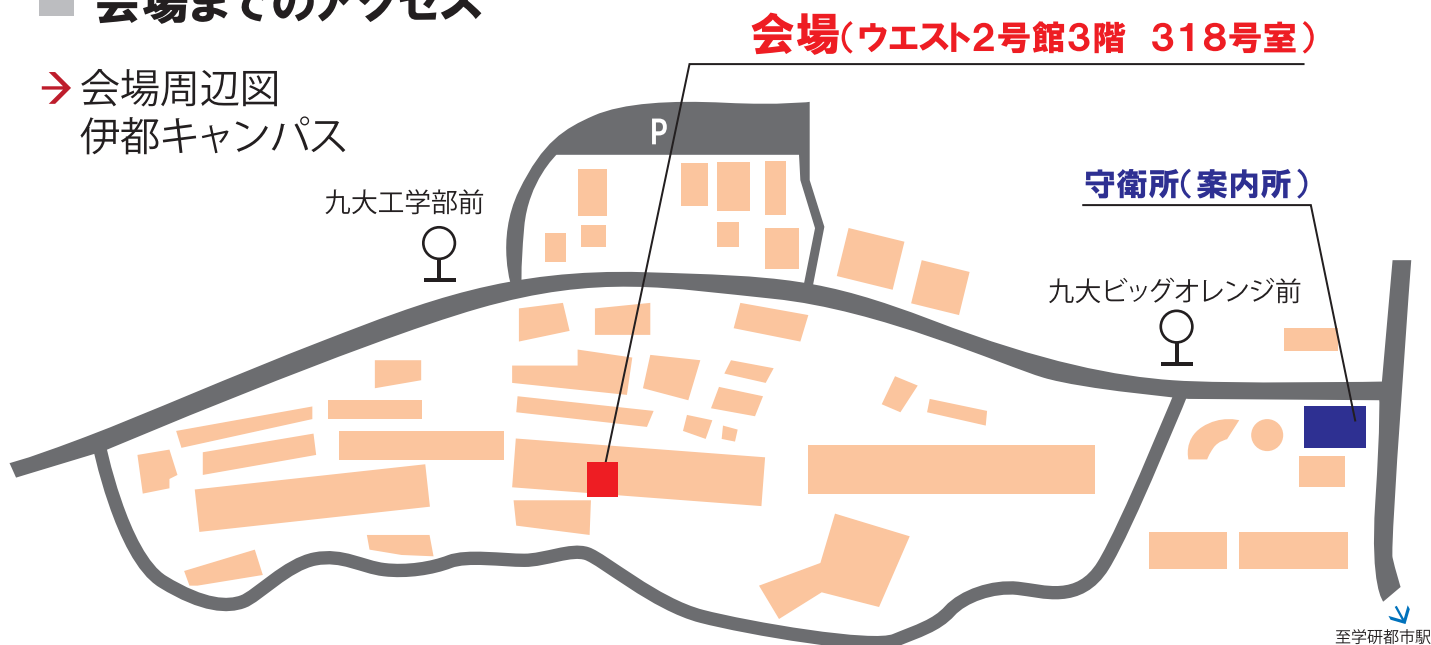 会場までのアクセス
会場(ウエスト2号館3階 318号室)
会場周辺図
伊都キャンパス
P
守衛所(案内所)
九大工学部前
九大ビッグオレンジ前
至学研都市駅